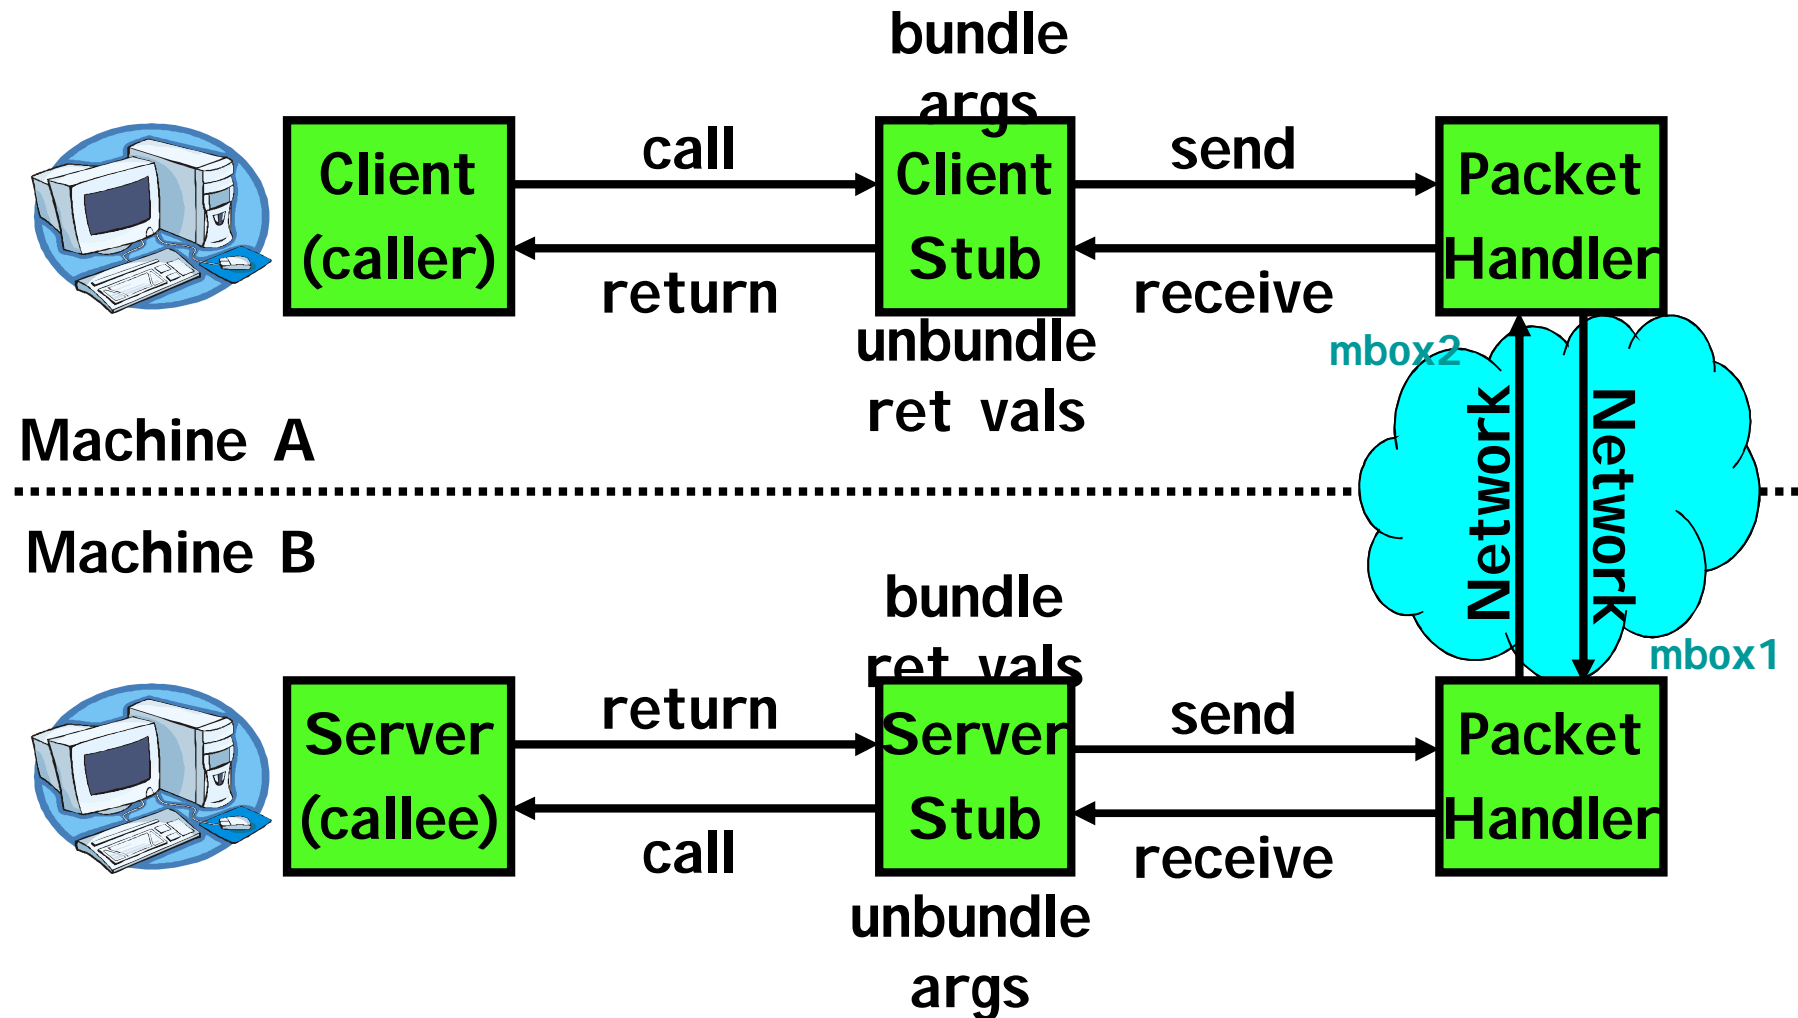 bundle
args
Client
(caller)
call
return
Client
Stub
unbundle
ret vals
send
receive
Packet
Handler
mbox2
Network
Network
mbox1
Machine A
Machine B
bundle
ret vals
Server
(callee)
return
call
Server
Stub
unbundle
args
send
receive
Packet
Handler